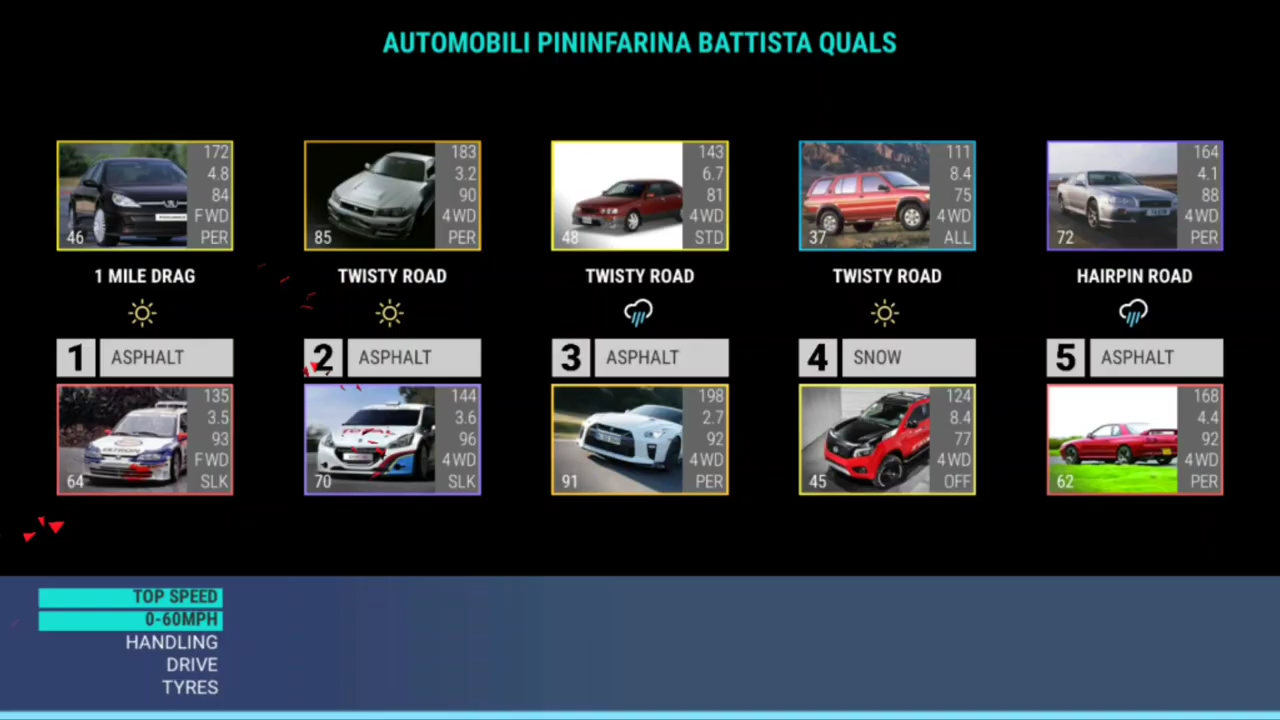 AUTOMOBILI PININFARINA BATTISTA QUALS
172
4.8
84
FWD
PER
46
183
3.2
90
4WD
PER
85
143
6.7
81
4WD
STD
48
111
8.4
75
4WD
ALL
37
164
4.1
88
4WD
PER
72
1 MILE DRAG
TWISTY ROAD
TWISTY ROAD
TWISTY ROAD
HAIRPIN ROAD
1 ASPHALT
2 ASPHALT
3 ASPHALT
4 SNOW
5 ASPHALT
135
3.5
93
FWD
SLK
64
144
3.6
96
4WD
SLK
TOTAL
70
198
2.7
92
4WD
PER
91
124
8.4
77
4WD
OFF
45
168
4.4
92
4WD
PER
62
TOP SPEED
0-60MPH
HANDLING
DRIVE
TYRES